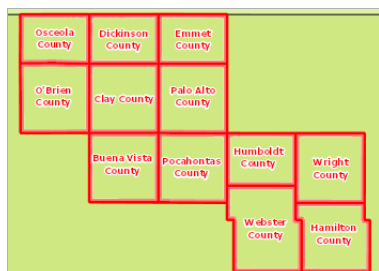 Osceola
County
Dickinson
County
Emmet
County
O'Brien
County
Clay County
Palo Alto
County
Buena Vista
County
Pocahontas
County
Humboldt
County
Wright
County
Webster
County
Hamilton
County